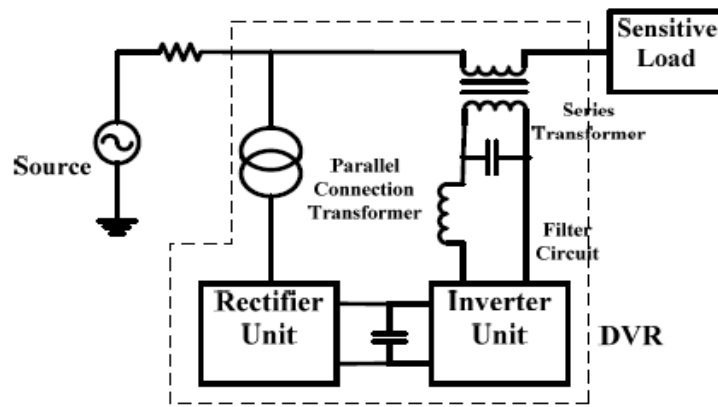 Sensitive
Load
Series
Transformer
Source
Parallel
Connection
Transformer
Filter
Circuit
Rectifier
Unit
Inverter
Unit
DVR